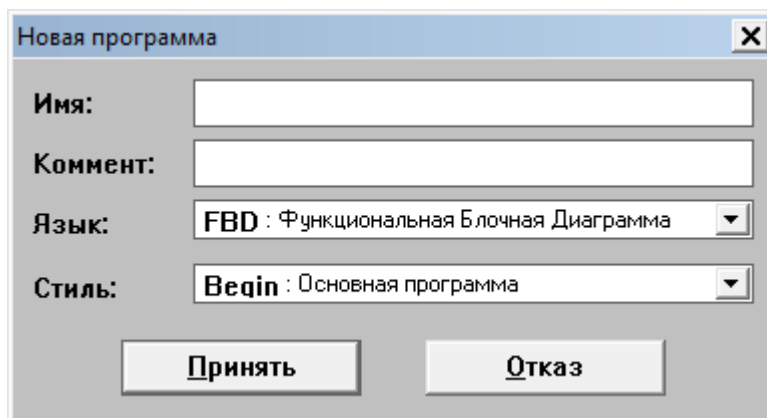 Новая программа
Имя:
Коммент:
Язык: FBD : Функциональная Блочная Диаграмма
Стиль: Begin : Основная программа
Принять Отказ